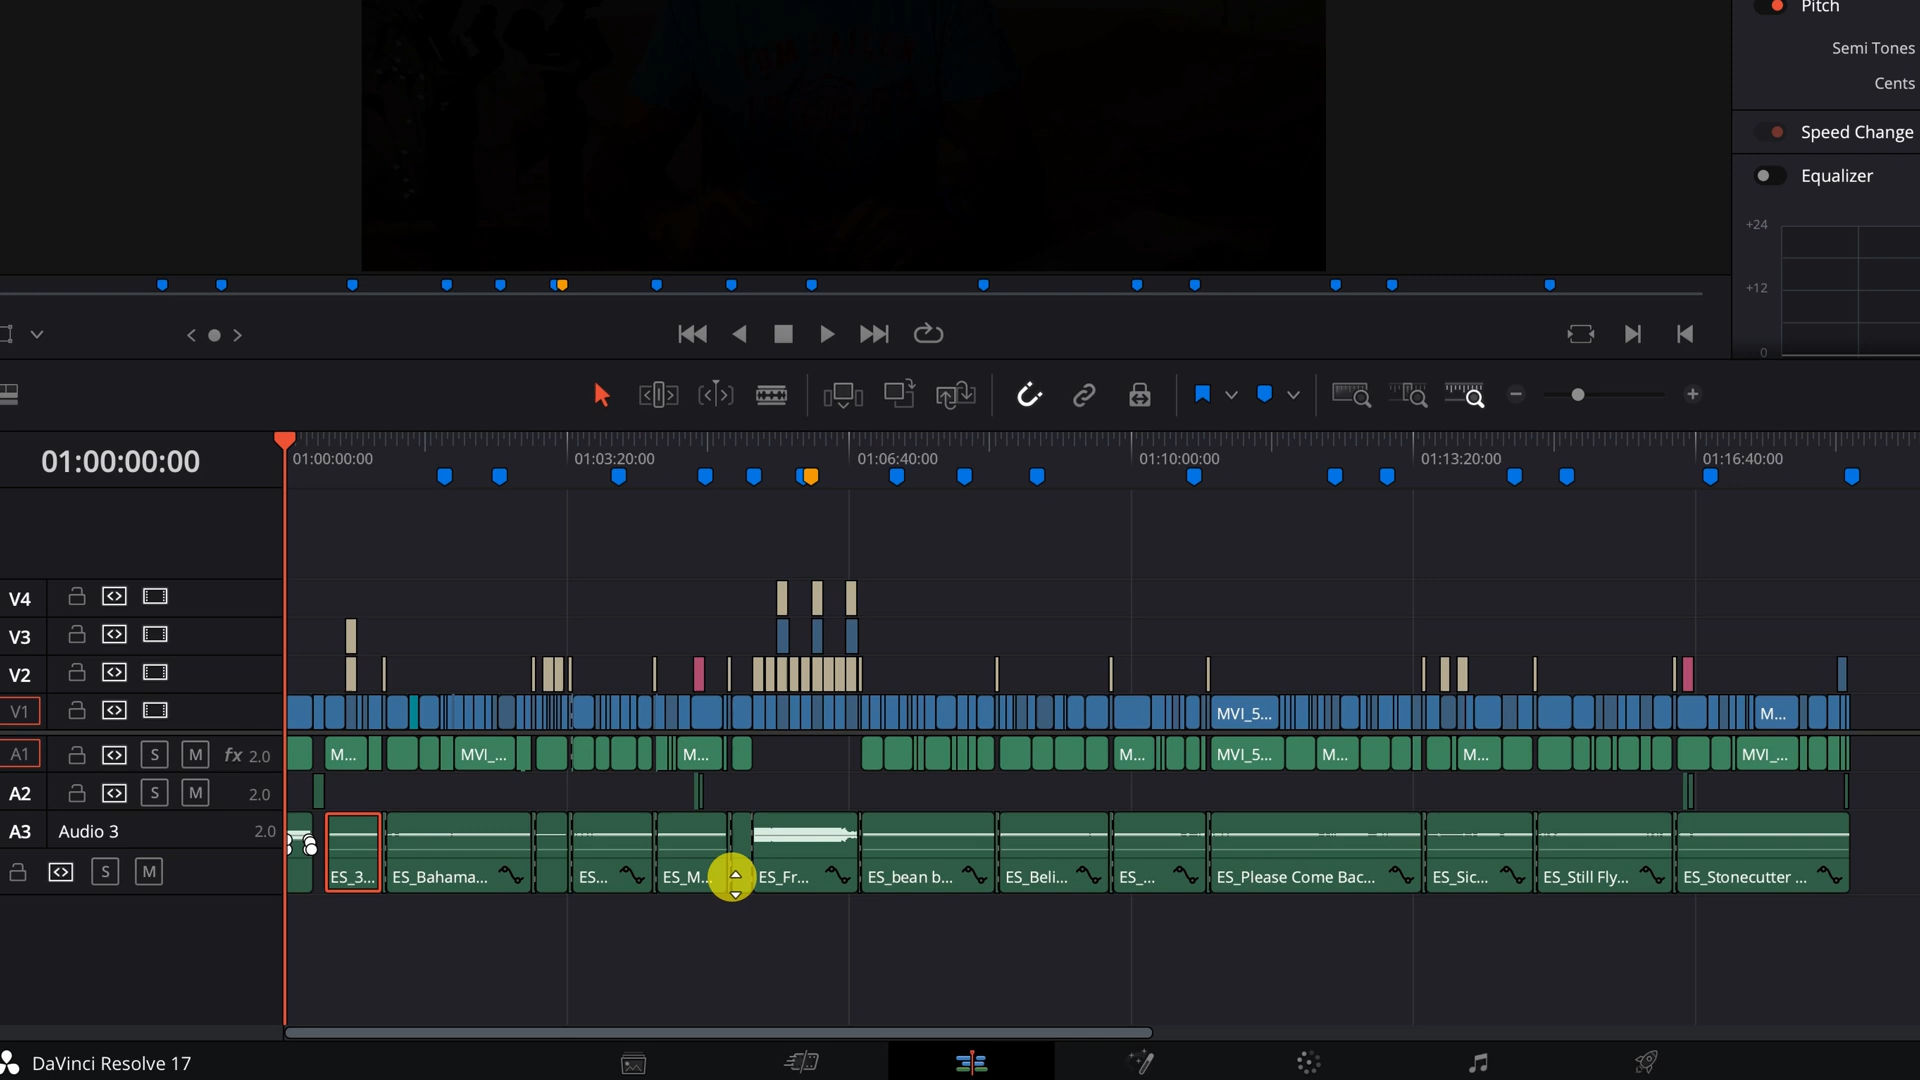 Pitch
Semi Tones
Cents
Speed Change
Equalizer
+24
+12
0
01:00:00:00
01:00:00:00
01:03:20:00
01:06:40:00
01:10:00:00
01:13:20:00
01:16:40:00
V4
V3
V2
V1
MVI_5...
M...
A1
S
M
fx 2.0
M...
MVI_...
M...
M...
MVI_5...
M...
M...
MVI_...
A2
S
M
2.0
A3
Audio 3
2.0
S
M
ES_3...
ES_Bahama...
ES...
ES_M...
ES_Fr...
ES_bean b...
ES_Beli...
ES_...
ES_Please Come Bac...
ES_Sic...
ES_Still Fly...
ES_Stonecutter ...
DaVinci Resolve 17